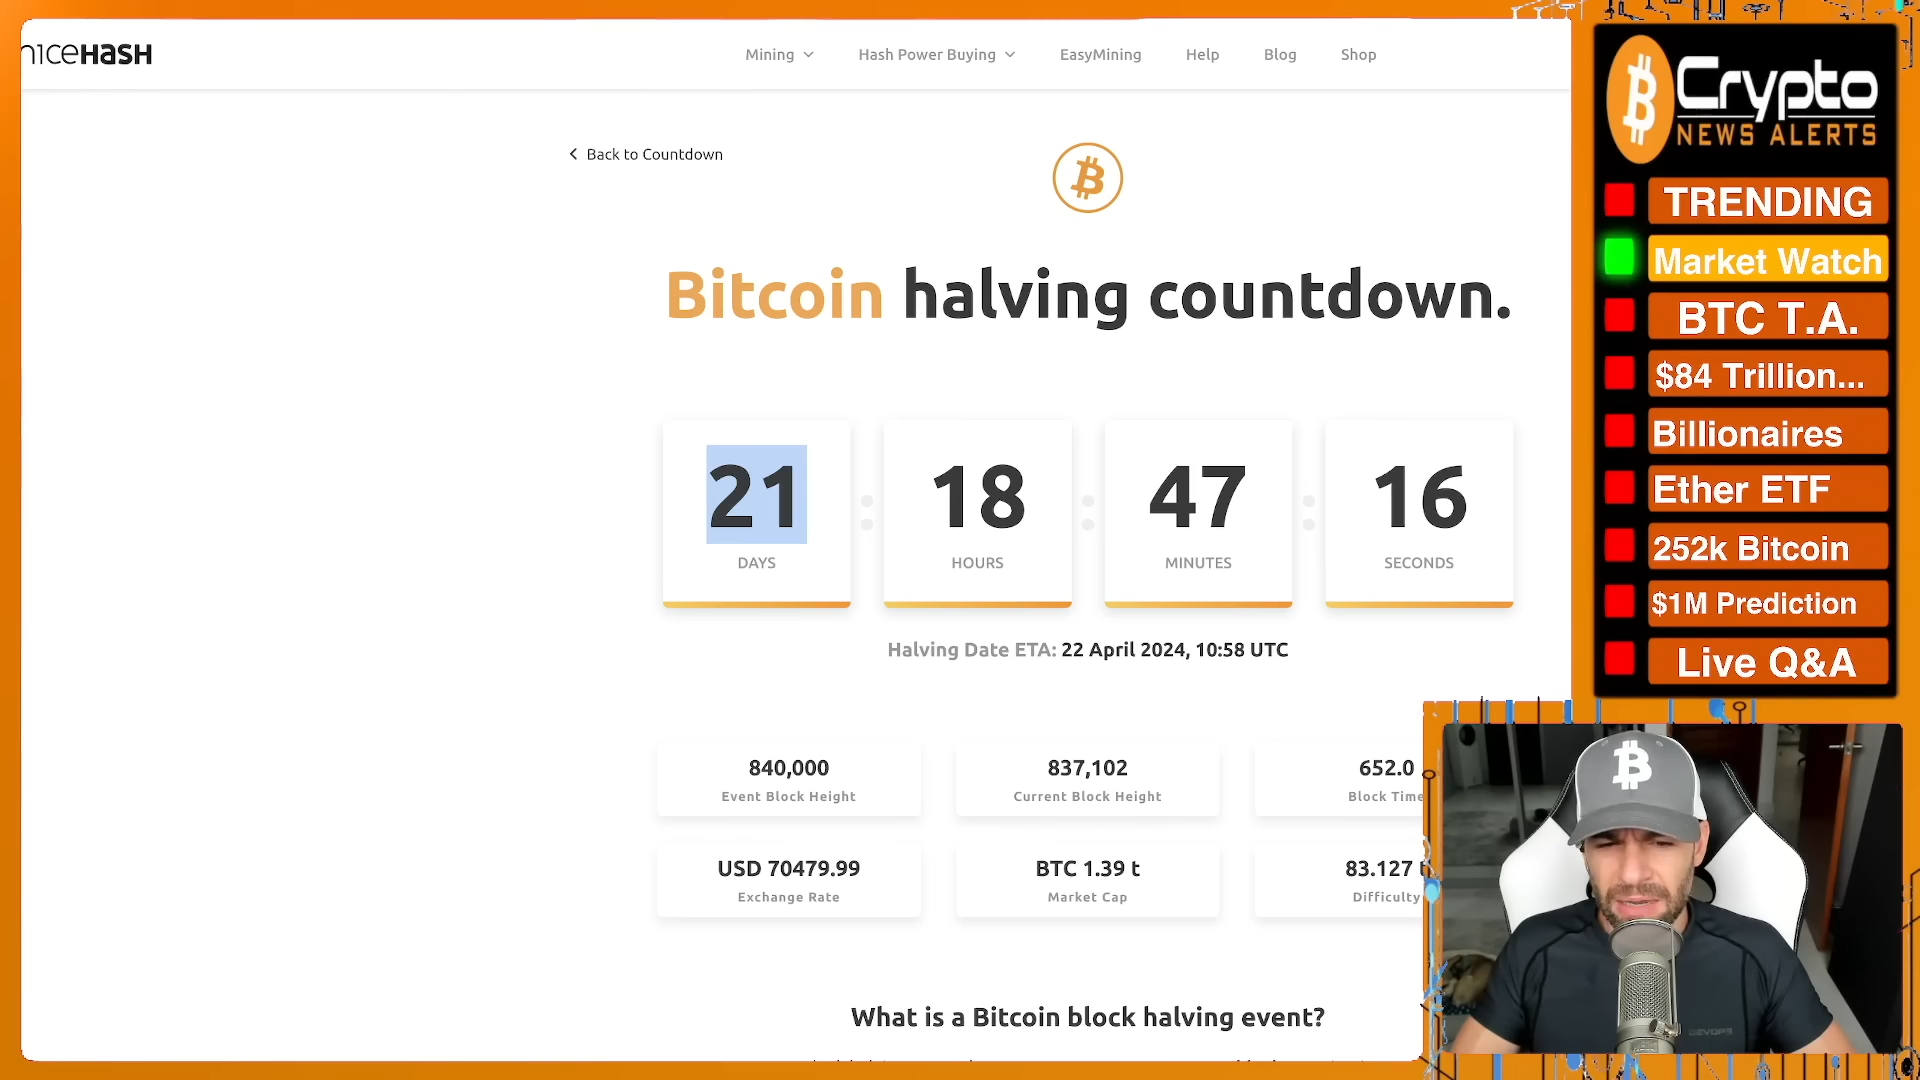 niceHASH
Mining
Hash Power Buying
EasyMining
Help
Blog
Shop
Back to Countdown
Bitcoin halving countdown.
21
DAYS
18
HOURS
47
MINUTES
16
SECONDS
Halving Date ETA: 22 April 2024, 10:58 UTC
840,000
Event Block Height
837,102
Current Block Height
652.0
Block Time
USD 70479.99
Exchange Rate
BTC 1.39 t
Market Cap
83.127 t
Difficulty
What is a Bitcoin block halving event?
Crypto
NEWS ALERTS
TRENDING
Market Watch
BTC T.A.
$84 Trillion...
Billionaires
Ether ETF
252k Bitcoin
$1M Prediction
Live Q&A